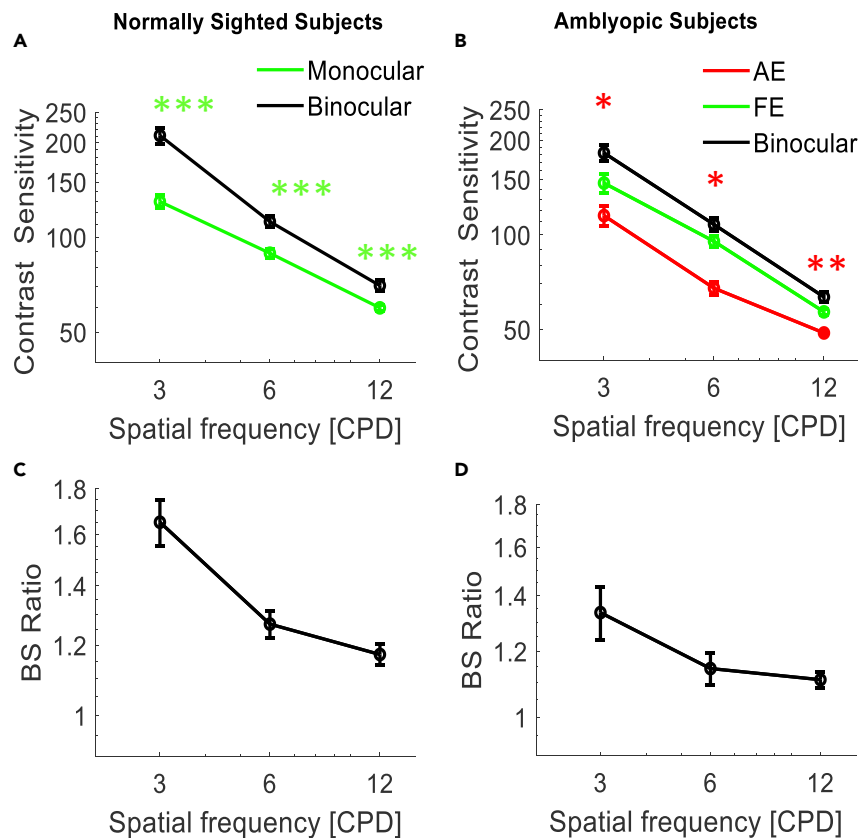 Normally Sighted Subjects
A
Monocular
Binocular
***
***
***
250
200
150
100
50
Contrast Sensitivity
3
6
12
Spatial frequency [CPD]
Amblyopic Subjects
B
AE
FE
Binocular
*
*
**
250
200
150
100
50
Contrast Sensitivity
3
6
12
Spatial frequency [CPD]
C
1.8
1.6
1.4
1.2
1
BS Ratio
3
6
12
Spatial frequency [CPD]
D
1.8
1.6
1.4
1.2
1
BS Ratio
3
6
12
Spatial frequency [CPD]